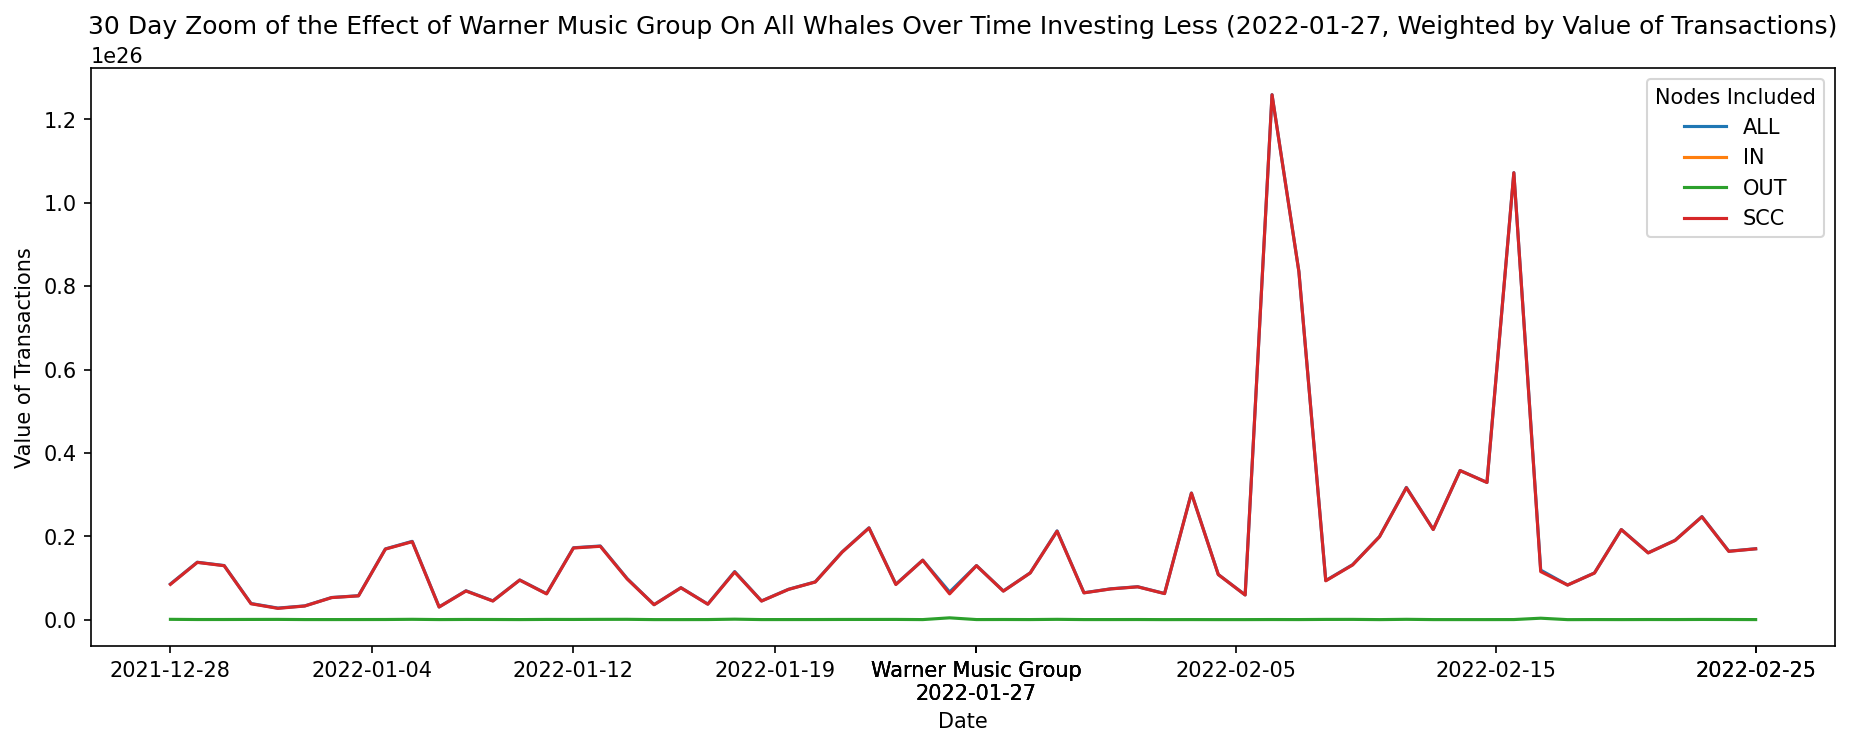 30 Day Zoom of the Effect of Warner Music Group On All Whales Over Time Investing Less (2022-01-27, Weighted by Value of Transactions)
1e26
Nodes Included
ALL
IN
OUT
SCC
Value of Transactions
1.2
1.0
0.8
0.6
0.4
0.2
0.0
2021-12-28 2022-01-04 2022-01-12 2022-01-19 Warner Music Group 2022-02-05 2022-02-15 2022-02-25
2022-01-27
Date